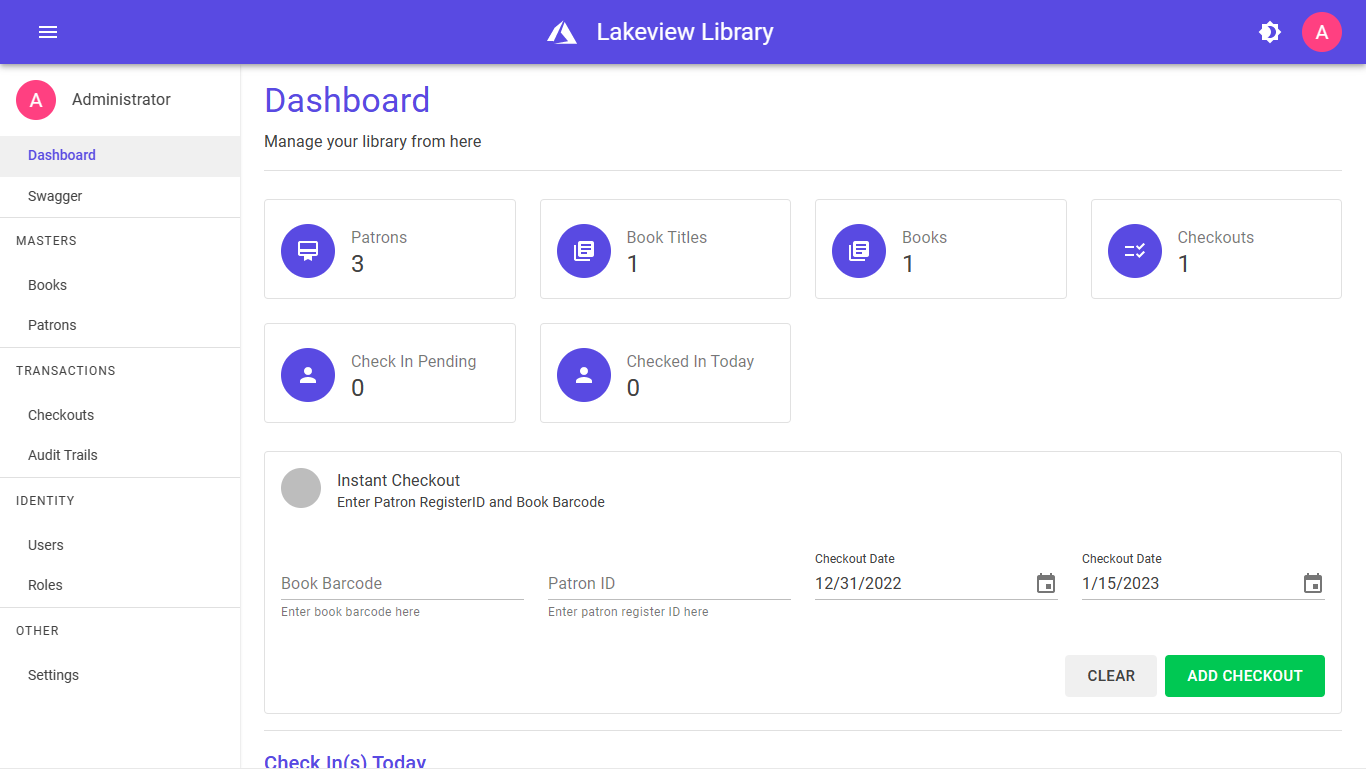 Lakeview Library
A
A
Administrator
Dashboard
Swagger
MASTERS
Books
Patrons
TRANSACTIONS
Checkouts
Audit Trails
IDENTITY
Users
Roles
OTHER
Settings
Dashboard
Manage your library from here
Patrons
3
Book Titles
1
Books
1
Checkouts
1
Check In Pending
0
Checked In Today
0
Instant Checkout
Enter Patron RegisterID and Book Barcode
Book Barcode
Enter book barcode here
Patron ID
Enter patron register ID here
Checkout Date
12/31/2022
Checkout Date
1/15/2023
CLEAR
ADD CHECKOUT
Check In(s) Today